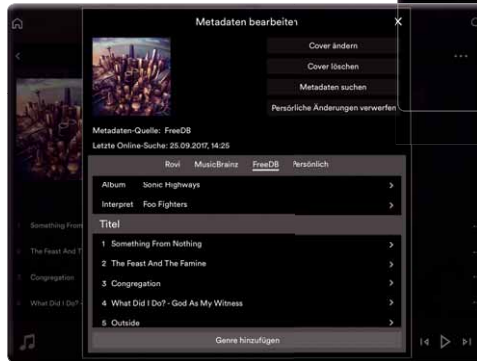 Metadaten bearbeiten X
Cover ändern
Cover löschen
Metadaten suchen
Persönliche Änderungen verwerfen
Metadaten-Quelle: FreeDB
Letzte Online-Suche: 25.09.2017, 14:25
Rovi MusicBrainz FreeDB Persönlich
Album Sonic Highways
Interpret Foo Fighters
Titel
1 Something From Nothing
2 The Feast And The Famine
3 Congregation
4 What Did I Do? - God As My Witness
5 Outside
Genre hinzufügen
Something From
The Feast And T
Congregation
What Did I Do? -